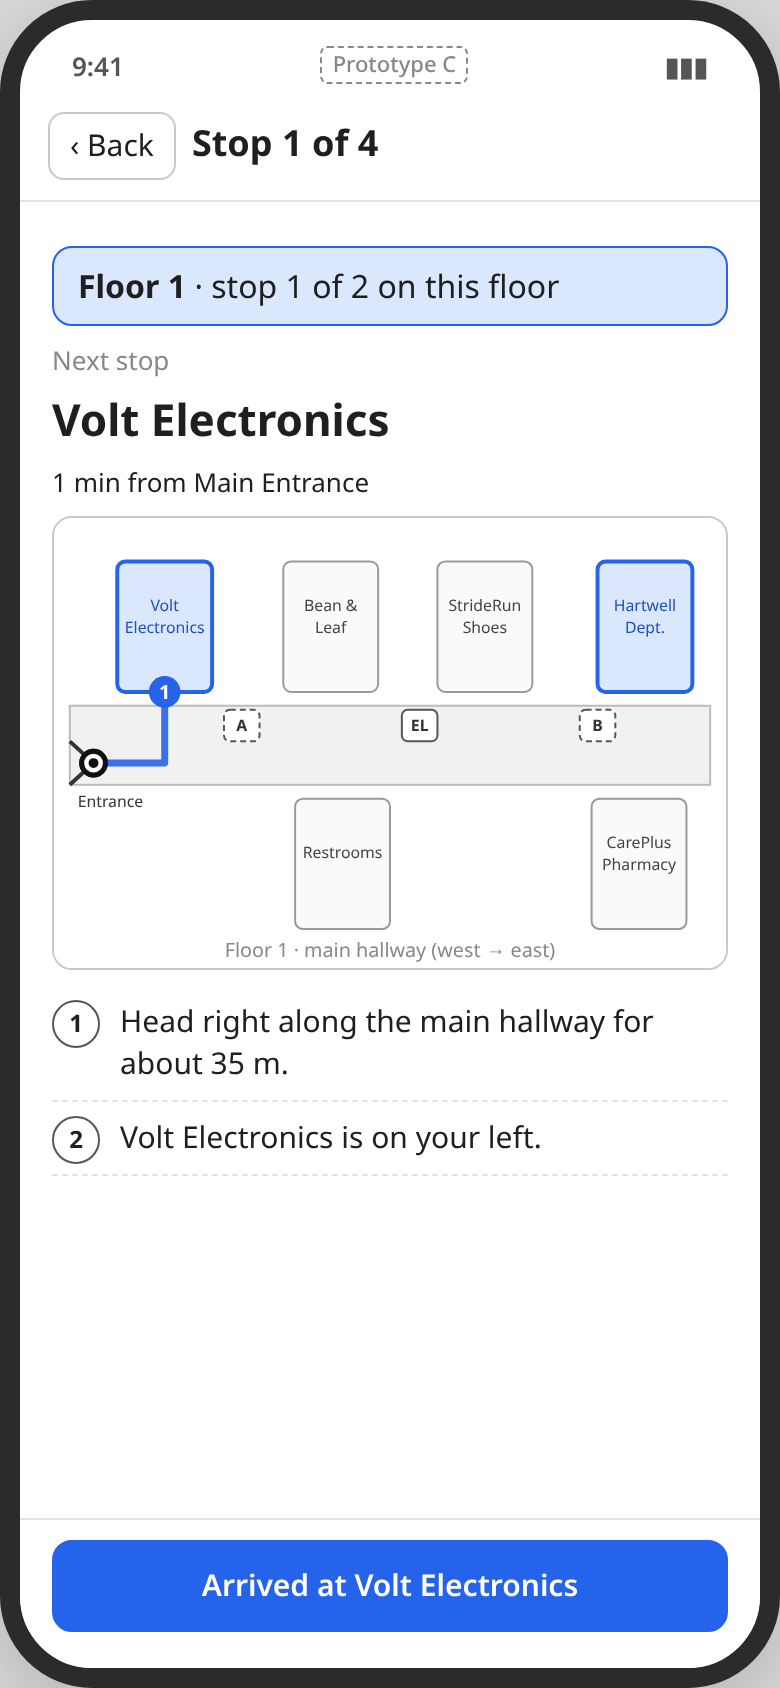 9:41
Prototype C
‹ Back
Stop 1 of 4
Floor 1 · stop 1 of 2 on this floor
Next stop
Volt Electronics
1 min from Main Entrance
Volt
Electronics
Bean &
Leaf
StrideRun
Shoes
Hartwell
Dept.
1
A
EL
B
Entrance
Restrooms
CarePlus
Pharmacy
Floor 1 · main hallway (west → east)
1 Head right along the main hallway for
about 35 m.
2 Volt Electronics is on your left.
Arrived at Volt Electronics